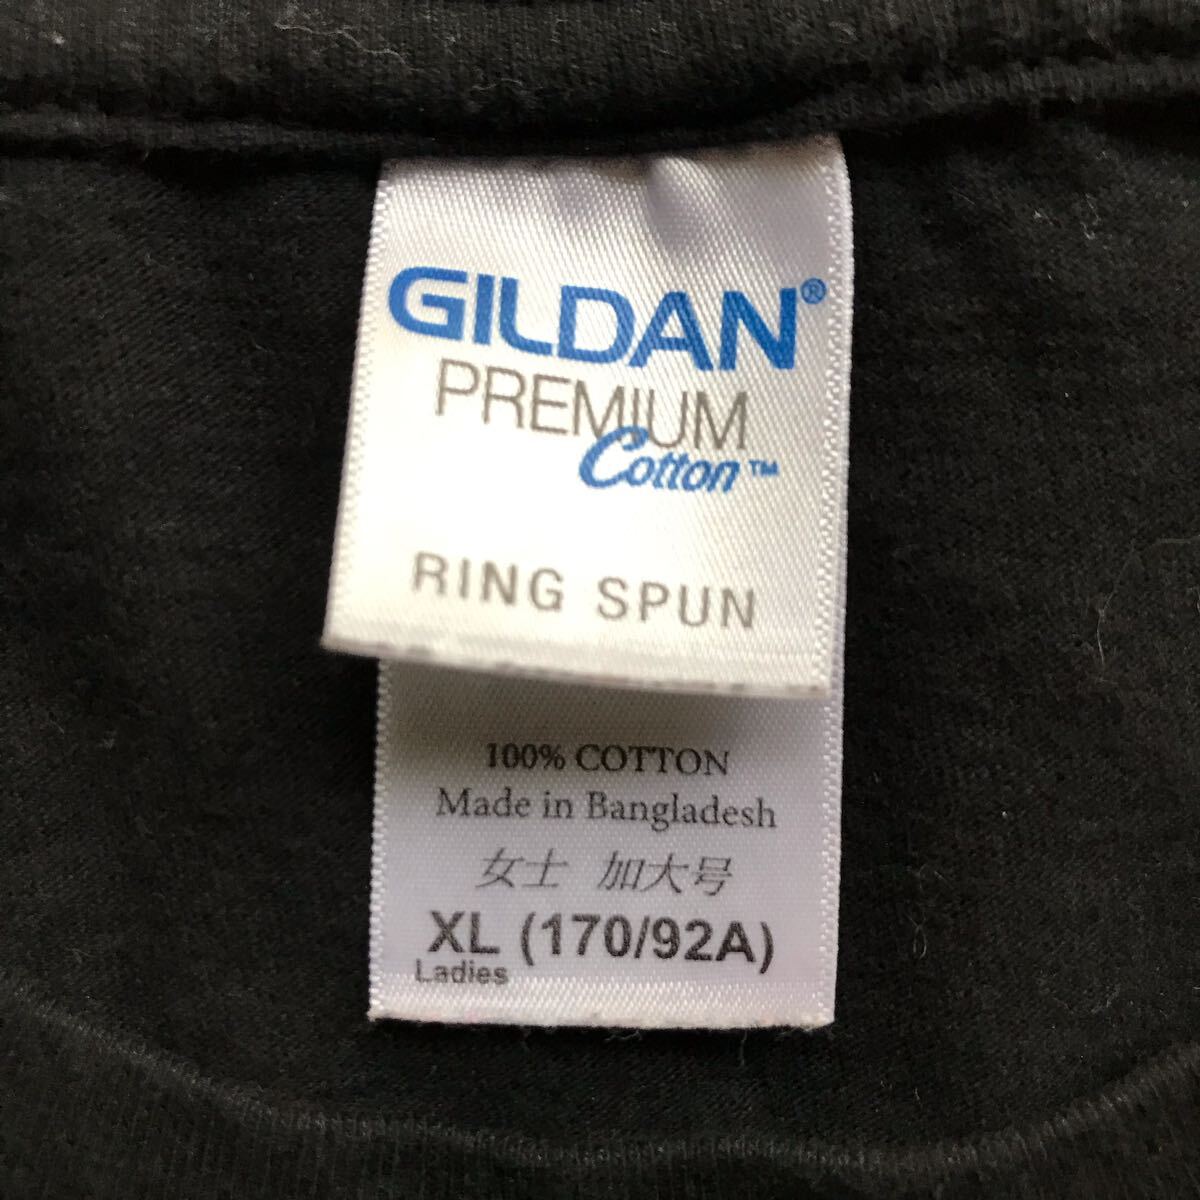 GILDAN®
PREMIUM
Cotton™
RING SPUN
100% COTTON
Made in Bangladesh
女士 加大号
XL (170/92A)
Ladies